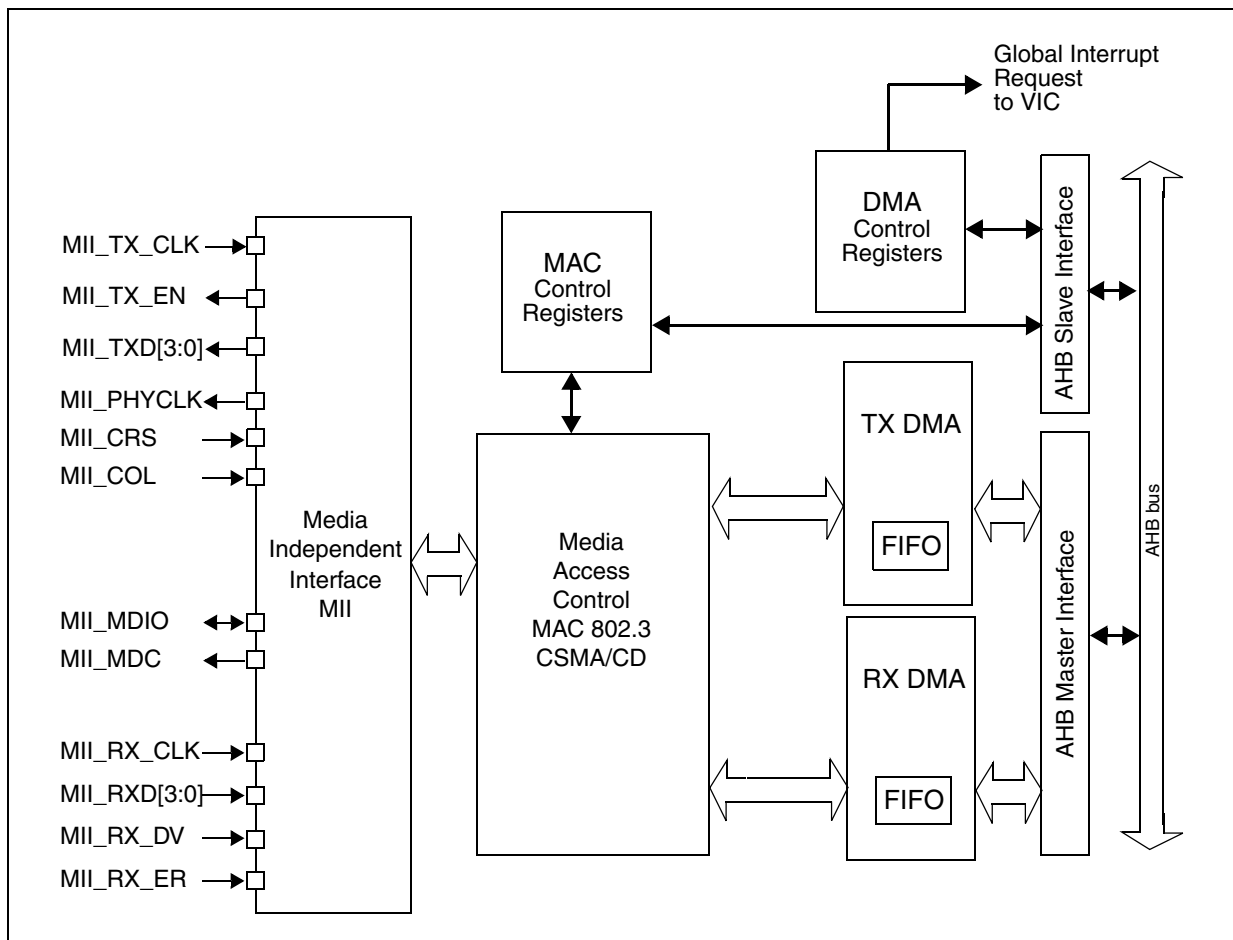 Global Interrupt
Request
to VIC
DMA
Control
Registers
AHB Slave Interface
MAC
Control
Registers
MII_TX_CLK
MII_TX_EN
MII_TXD[3:0]
MII_PHYCLK
MII_CRS
MII_COL
MII_MDIO
MII_MDC
MII_RX_CLK
MII_RXD[3:0]
MII_RX_DV
MII_RX_ER
Media
Independent
Interface
MII
Media
Access
Control
MAC 802.3
CSMA/CD
TX DMA
FIFO
RX DMA
FIFO
AHB Master Interface
AHB bus